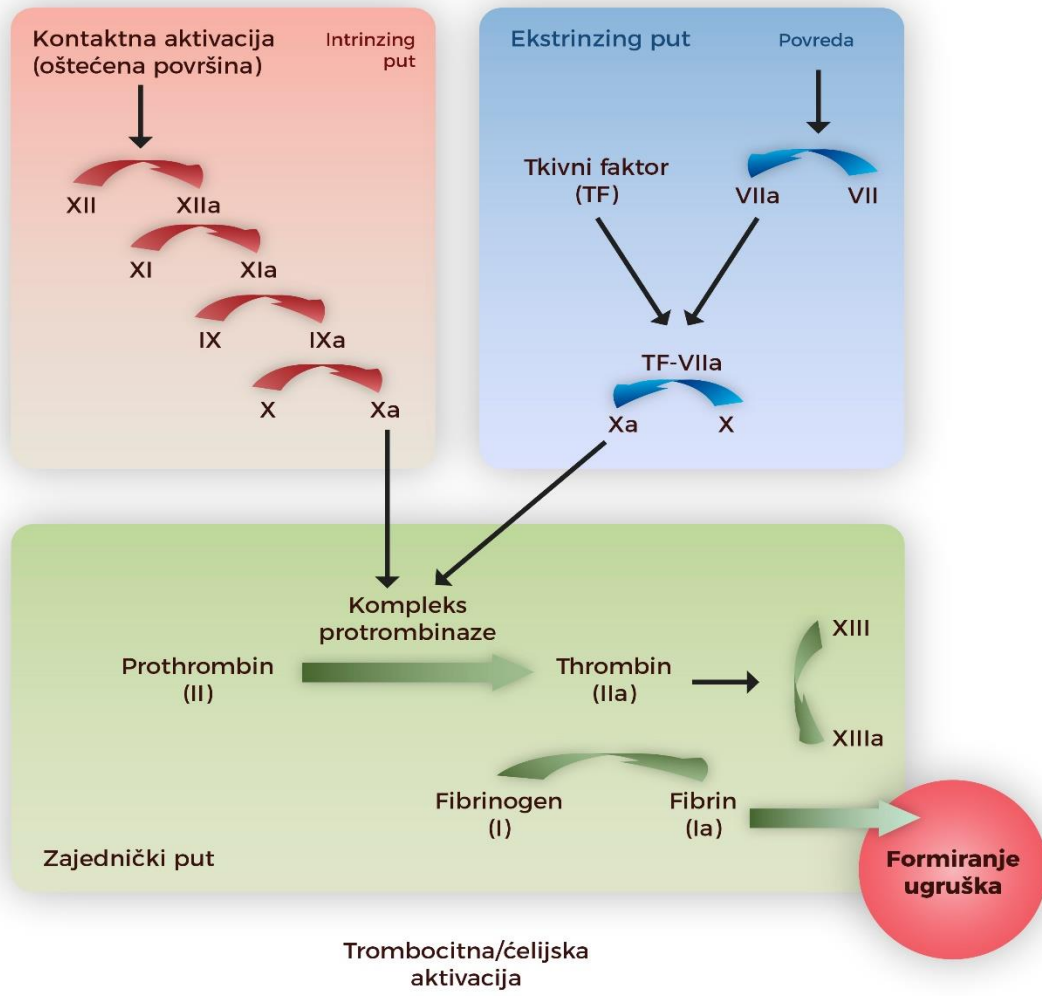 Kontaktna aktivacija
(oštećena površina)
Intrinzing
put
XII
XIIa
XI
XIa
IX
IXa
X
Xa
Ekstrinzing put
Povreda
Tkivni faktor
(TF)
VIIa
VII
TF-VIIa
Xa
X
Kompleks
protrombinaze
Prothrombin
(II)
Thrombin
(IIa)
XIII
XIIIa
Fibrinogen
(I)
Fibrin
(Ia)
Zajednički put
Formiranje
ugruška
Trombocitna/ćelijska
aktivacija